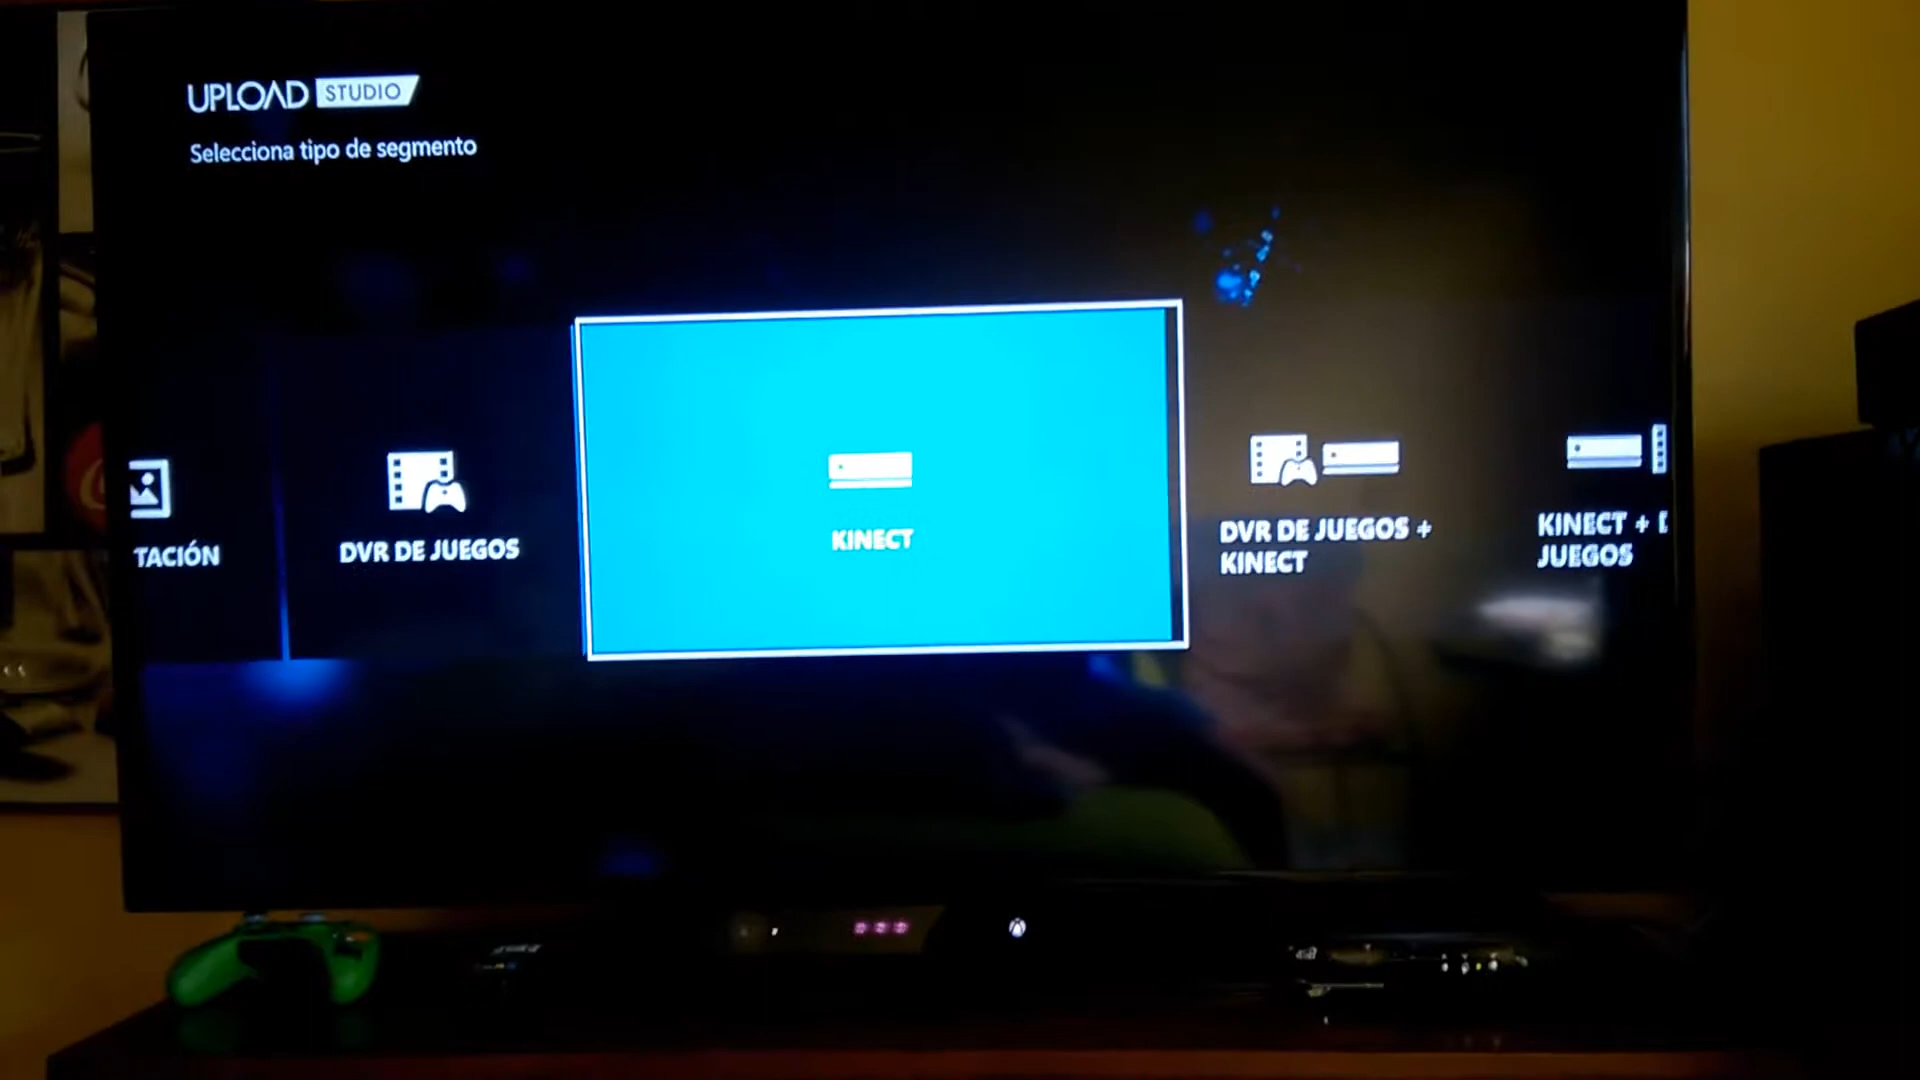 UPLOAD STUDIO
Selecciona tipo de segmento
TACIÓN
DVR DE JUEGOS
KINECT
DVR DE JUEGOS +
KINECT
KINECT +
JUEGOS